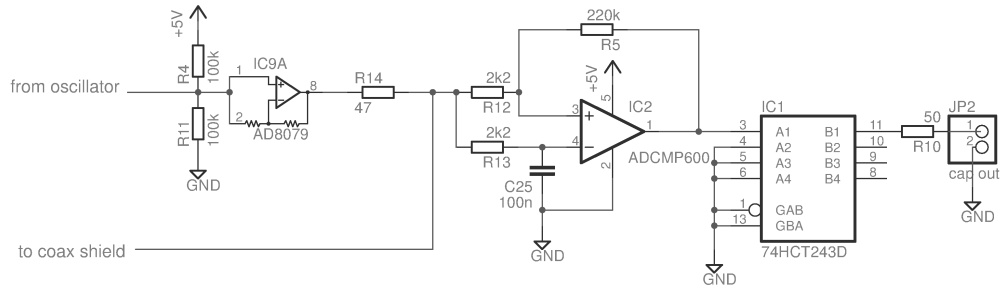 +5V
R4
100k
from oscillator
R11
100k
GND
IC9A
1
2
8
AD8079
R14
47
to coax shield
2k2
R12
2k2
R13
C25
100n
GND
220k
R5
+5V
5
3
+
4
−
2
1
IC2
ADCMP600
IC1
3
4
5
6
1
13
A1
A2
A3
A4
GAB
GBA
B1
B2
B3
B4
11
10
9
8
74HCT243D
GND
50
R10
JP2
1
2
cap out
GND